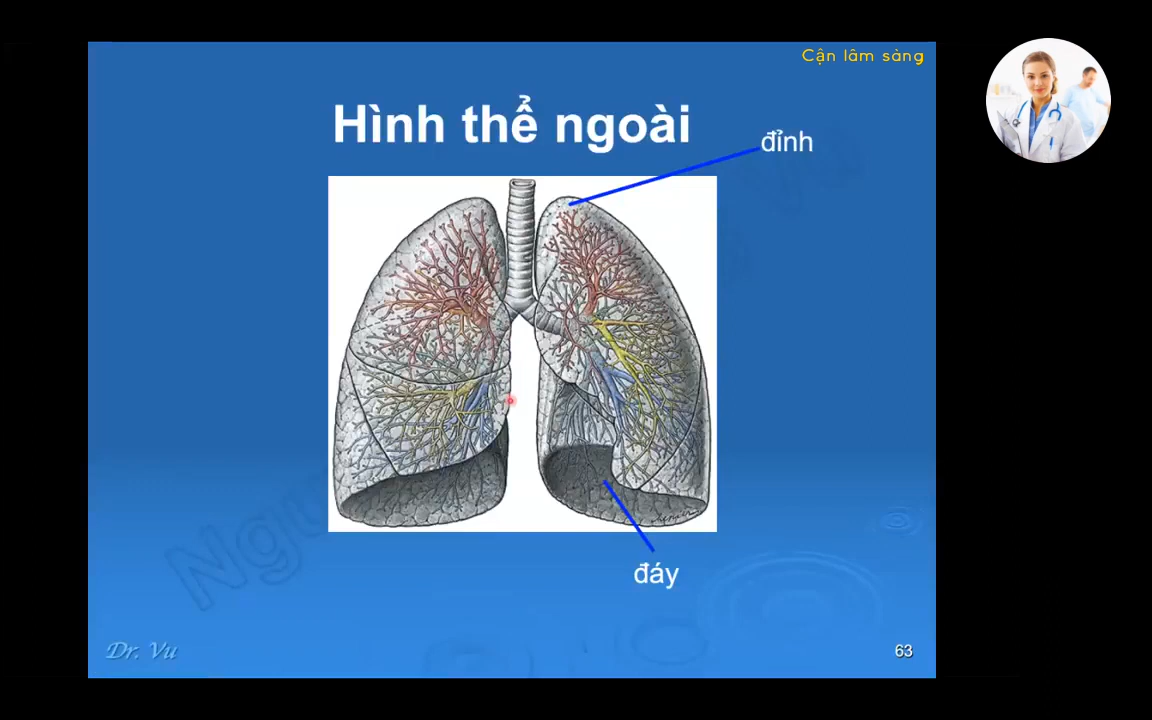 Cận lâm sàng
Hình thể ngoài
đỉnh
đáy
Dr. Vu
63